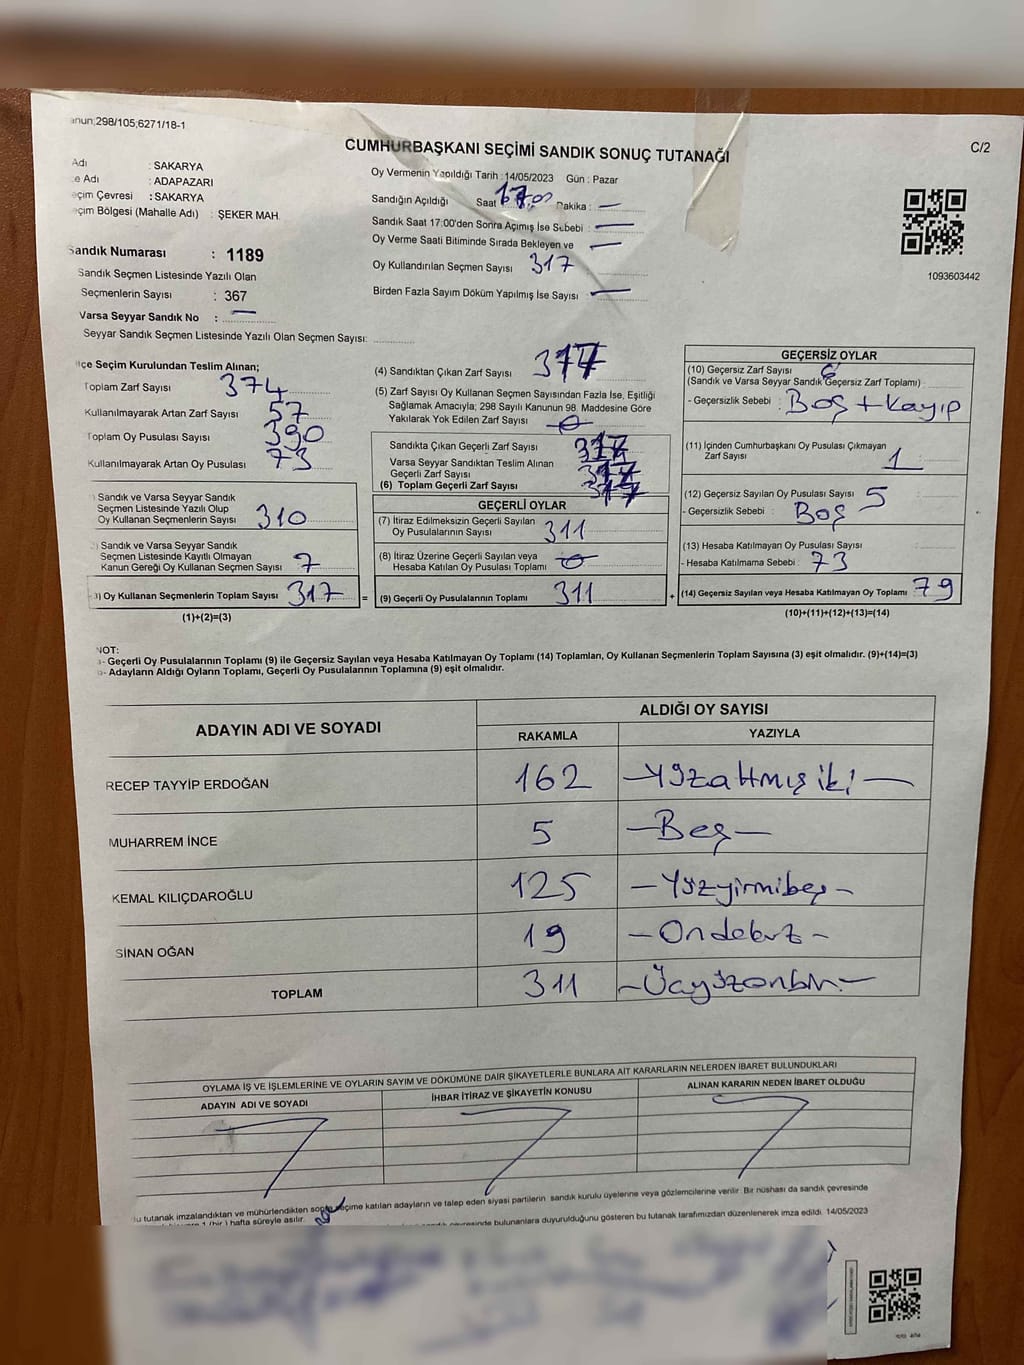 anun;298/105;6271/18-1
C/2
CUMHURBAŞKANI SEÇİMİ SANDIK SONUÇ TUTANAĞI
Adı : SAKARYA
e Adı : ADAPAZARI
eçim Çevresi : SAKARYA
eçim Bölgesi (Mahalle Adı) : ŞEKER MAH.
Sandık Numarası : 1189
Sandık Seçmen Listesinde Yazılı Olan
Seçmenlerin Sayısı : 367
Varsa Seyyar Sandık No : —
Seyyar Sandık Seçmen Listesinde Yazılı Olan Seçmen Sayısı:
Oy Vermenin Yapıldığı Tarih : 14/05/2023 Gün : Pazar
Sandığın Açıldığı Saat 17.00 Dakika : —
Sandık Saat 17:00'den Sonra Açımış İse Sebebi : —
Oy Verme Saati Bitiminde Sırada Bekleyen ve —
Oy Kullandırılan Seçmen Sayısı 317
Birden Fazla Sayım Döküm Yapılmış İse Sayısı : —
1093603442
lçe Seçim Kurulundan Teslim Alınan;
Toplam Zarf Sayısı 374
Kullanılmayarak Artan Zarf Sayısı 57
Toplam Oy Pusulası Sayısı 390
Kullanılmayarak Artan Oy Pusulası 73
) Sandık ve Varsa Seyyar Sandık
Seçmen Listesinde Yazılı Olup
Oy Kullanan Seçmenlerin Sayısı 310
) Sandık ve Varsa Seyyar Sandık
Seçmen Listesinde Kayıtlı Olmayan
Kanun Gereği Oy Kullanan Seçmen Sayısı 7
3) Oy Kullanan Seçmenlerin Toplam Sayısı 317 =
(1)+(2)=(3)
(4) Sandıktan Çıkan Zarf Sayısı 317
(5) Zarf Sayısı Oy Kullanan Seçmen Sayısından Fazla İse, Eşitliği
Sağlamak Amacıyla; 298 Sayılı Kanunun 98. Maddesine Göre
Yakılarak Yok Edilen Zarf Sayısı 0
Sandıkta Çıkan Geçerli Zarf Sayısı 317
Varsa Seyyar Sandıktan Teslim Alınan
Geçerli Zarf Sayısı 317
(6) Toplam Geçerli Zarf Sayısı 317
GEÇERLİ OYLAR
(7) İtiraz Edilmeksizin Geçerli Sayılan
Oy Pusulalarının Sayısı 311
(8) İtiraz Üzerine Geçerli Sayılan veya
Hesaba Katılan Oy Pusulası Toplamı 0
(9) Geçerli Oy Pusulalarının Toplamı 311 +
GEÇERSİZ OYLAR
(10) Geçersiz Zarf Sayısı 6
(Sandık ve Varsa Seyyar Sandık Geçersiz Zarf Toplamı)
- Geçersizlik Sebebi : Boş + Kayıp
(11) İçinden Cumhurbaşkanı Oy Pusulası Çıkmayan
Zarf Sayısı 1
(12) Geçersiz Sayılan Oy Pusulası Sayısı 5
- Geçersizlik Sebebi : Boş
(13) Hesaba Katılmayan Oy Pusulası Sayısı
- Hesaba Katılmama Sebebi : 73
(14) Geçersiz Sayılan veya Hesaba Katılmayan Oy Toplamı : 79
(10)+(11)+(12)+(13)=(14)
NOT:
a- Geçerli Oy Pusulalarının Toplamı (9) ile Geçersiz Sayılan veya Hesaba Katılmayan Oy Toplamı (14) Toplamları, Oy Kullanan Seçmenlerin Toplam Sayısına (3) eşit olmalıdır. (9)+(14)=(3)
b- Adayların Aldığı Oyların Toplamı, Geçerli Oy Pusulalarının Toplamına (9) eşit olmalıdır.
ADAYIN ADI VE SOYADI
ALDIĞI OY SAYISI
RAKAMLA YAZIYLA
RECEP TAYYİP ERDOĞAN 162 —Yüzaltmışiki—
MUHARREM İNCE 5 —Beş—
KEMAL KILIÇDAROĞLU 125 —Yüzyirmibeş—
SİNAN OĞAN 19 —Ondokuz—
TOPLAM 311 —Üçyüzonbir—
OYLAMA İŞ VE İŞLEMLERİNE VE OYLARIN SAYIM VE DÖKÜMÜNE DAİR ŞİKAYETLERLE BUNLARA AİT KARARLARIN NELERDEN İBARET BULUNDUKLARI
ADAYIN ADI VE SOYADI İHBAR İTİRAZ VE ŞİKAYETİN KONUSU ALINAN KARARIN NEDEN İBARET OLDUĞU
u tutanak imzalandıktan ve mühürlendikten sonra seçime katılan adayların ve talep eden siyasi partilerin sandık kurulu üyelerine veya gözlemcilerine verilir. Bir nüshası da sandık çevresinde
1 (bir) hafta süreyle asılır.
sandık çevresinde bulunanlara duyurulduğunu gösteren bu tutanak tarafımızdan düzenlenerek imza edildi. 14/05/2023